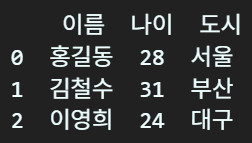 이름 나이 도시
0 홍길동 28 서울
1 김철수 31 부산
2 이영희 24 대구